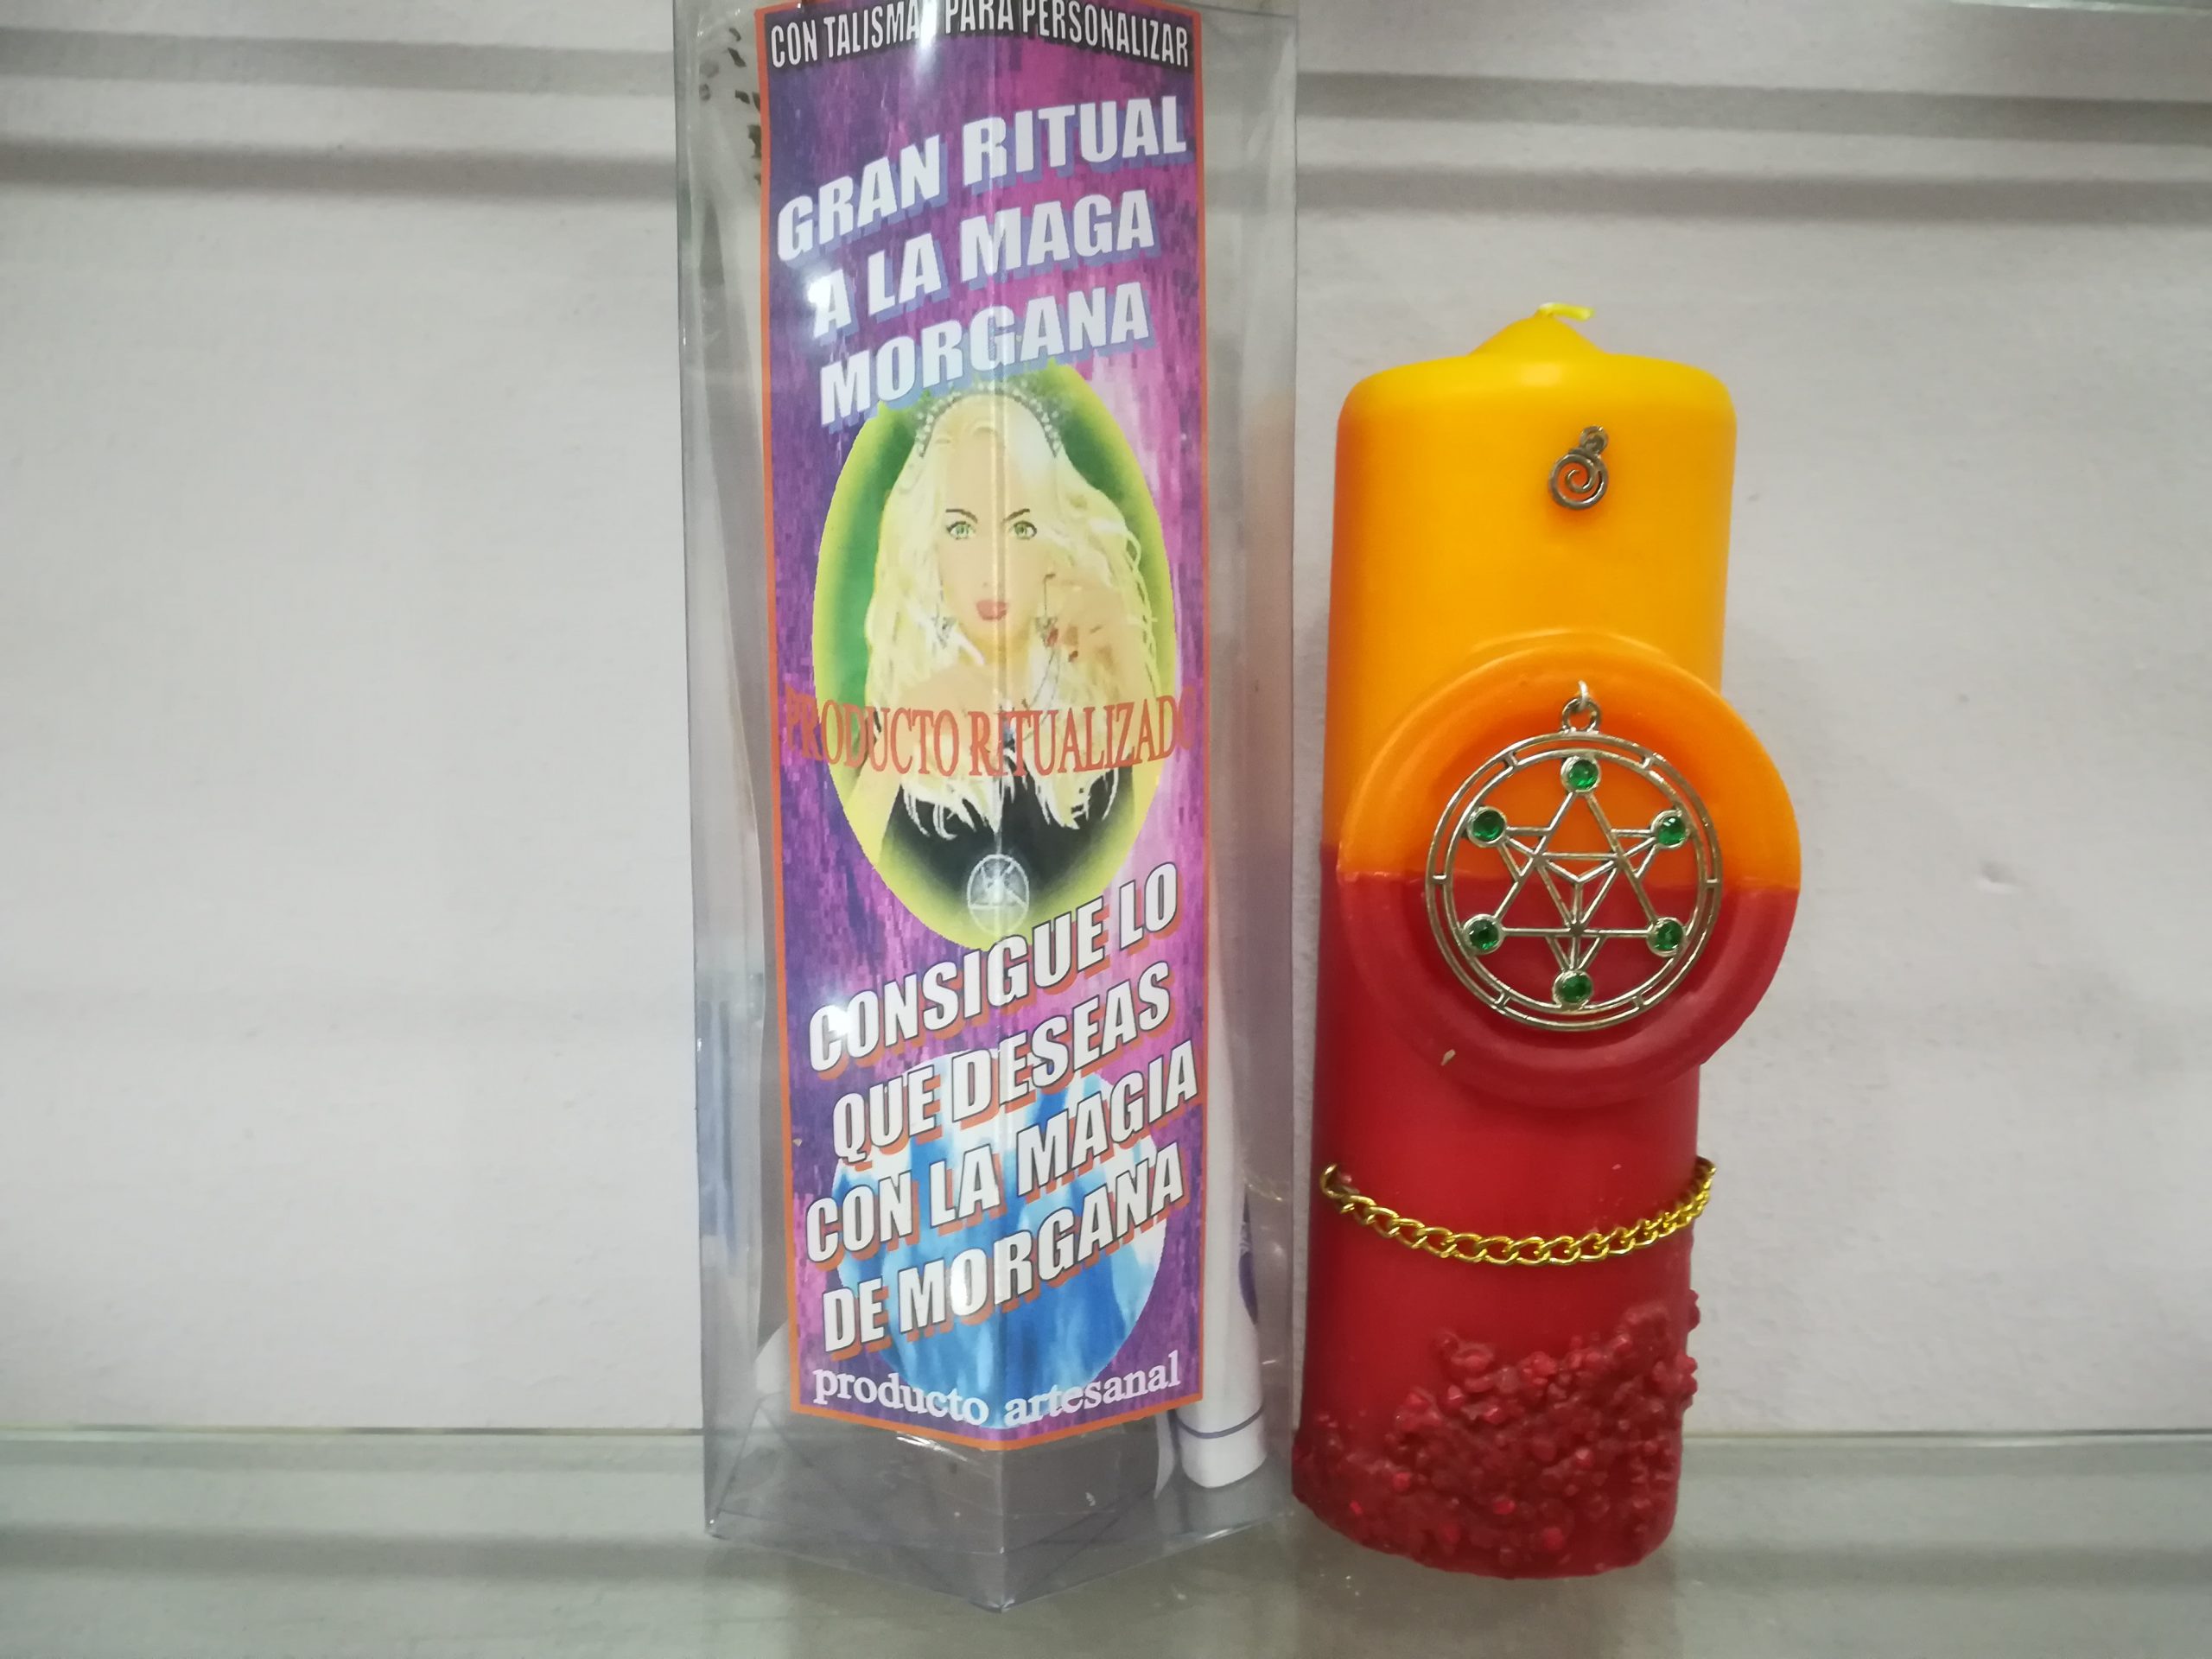 CON TALISMAN PARA PERSONALIZAR
GRAN RITUAL
A LA MAGA
MORGANA
PRODUCTO RITUALIZADO
CONSIGUE LO
QUE DESEAS
CON LA MAGIA
DE MORGANA
producto artesanal